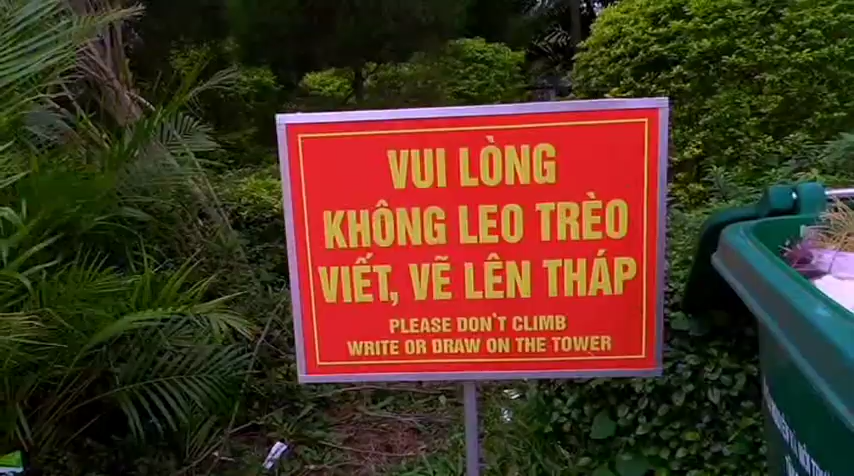 VUI LÒNG
KHÔNG LEO TRÈO
VIẾT, VẼ LÊN THÁP
PLEASE DON'T CLIMB
WRITE OR DRAW ON THE TOWER